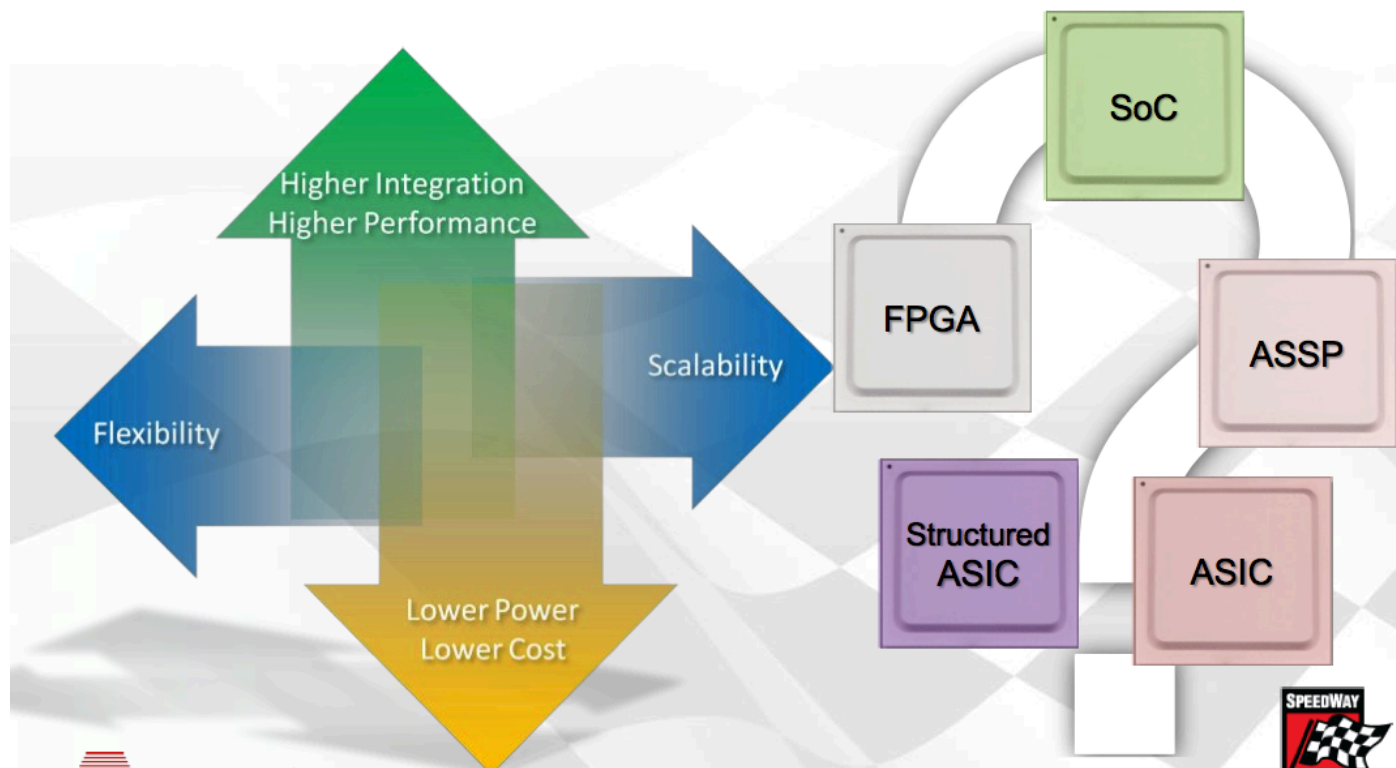 Higher Integration
Higher Performance
Flexibility
Scalability
Lower Power
Lower Cost
SoC
FPGA
ASSP
Structured
ASIC
ASIC
SPEEDWAY